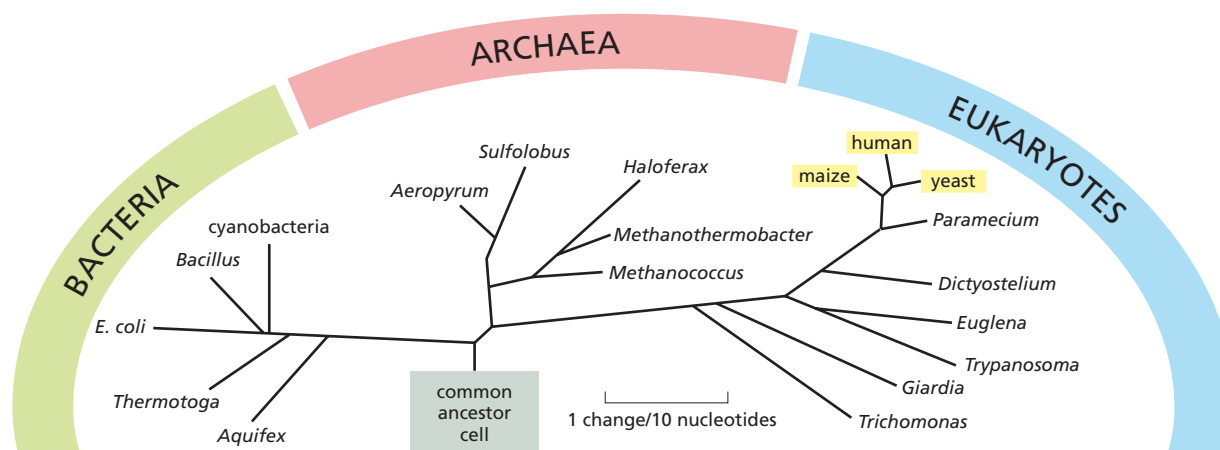 BACTERIA
ARCHAEA
EUKARYOTES
cyanobacteria
Bacillus
E. coli
Thermotoga
Aquifex
Sulfolobus
Aeropyrum
Haloferax
Methanothermobacter
Methanococcus
common
ancestor
cell
1 change/10 nucleotides
human
maize
yeast
Paramecium
Dictyostelium
Euglena
Trypanosoma
Giardia
Trichomonas